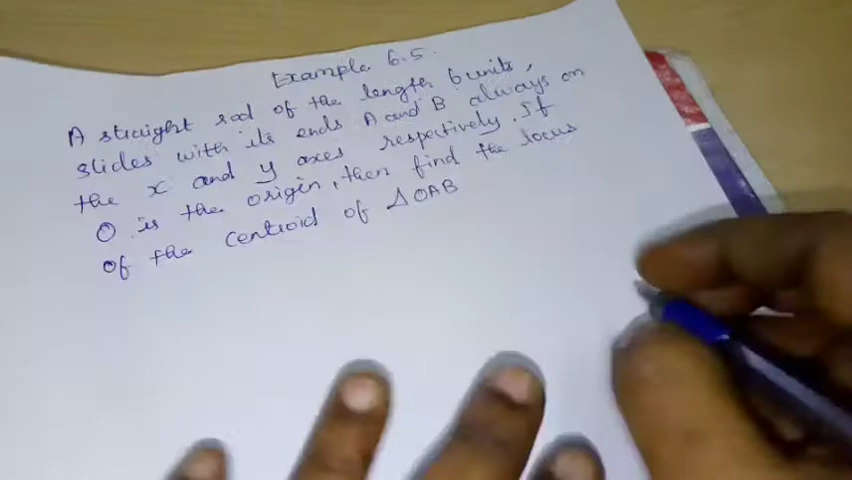 Example 6.5.
A straight rod of the length 6 units,
slides with its ends A and B always on
the x and y axes respectively. If
O is the origin, then find the locus
of the centroid of Δ OAB